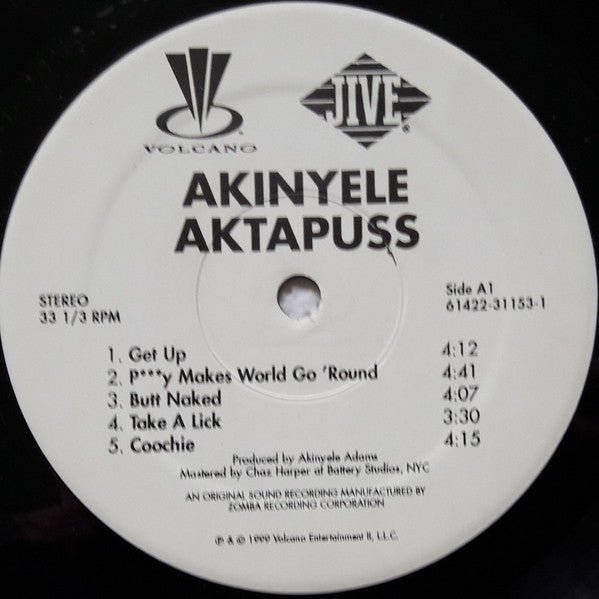 VOLCANO
JIVE
AKINYELE
AKTAPUSS
STEREO
33 1/3 RPM
Side A1
61422-31153-1
1. Get Up 4:12
2. P***y Makes World Go 'Round 4:41
3. Butt Naked 4:07
4. Take A Lick 3:30
5. Coochie 4:15
Produced by Akinyele Adams
Mastered by Chaz Harper at Battery Studios, NYC
AN ORIGINAL SOUND RECORDING MANUFACTURED BY
ZOMBA RECORDING CORPORATION
℗ & © 1999 Volcano Entertainment II, L.L.C.